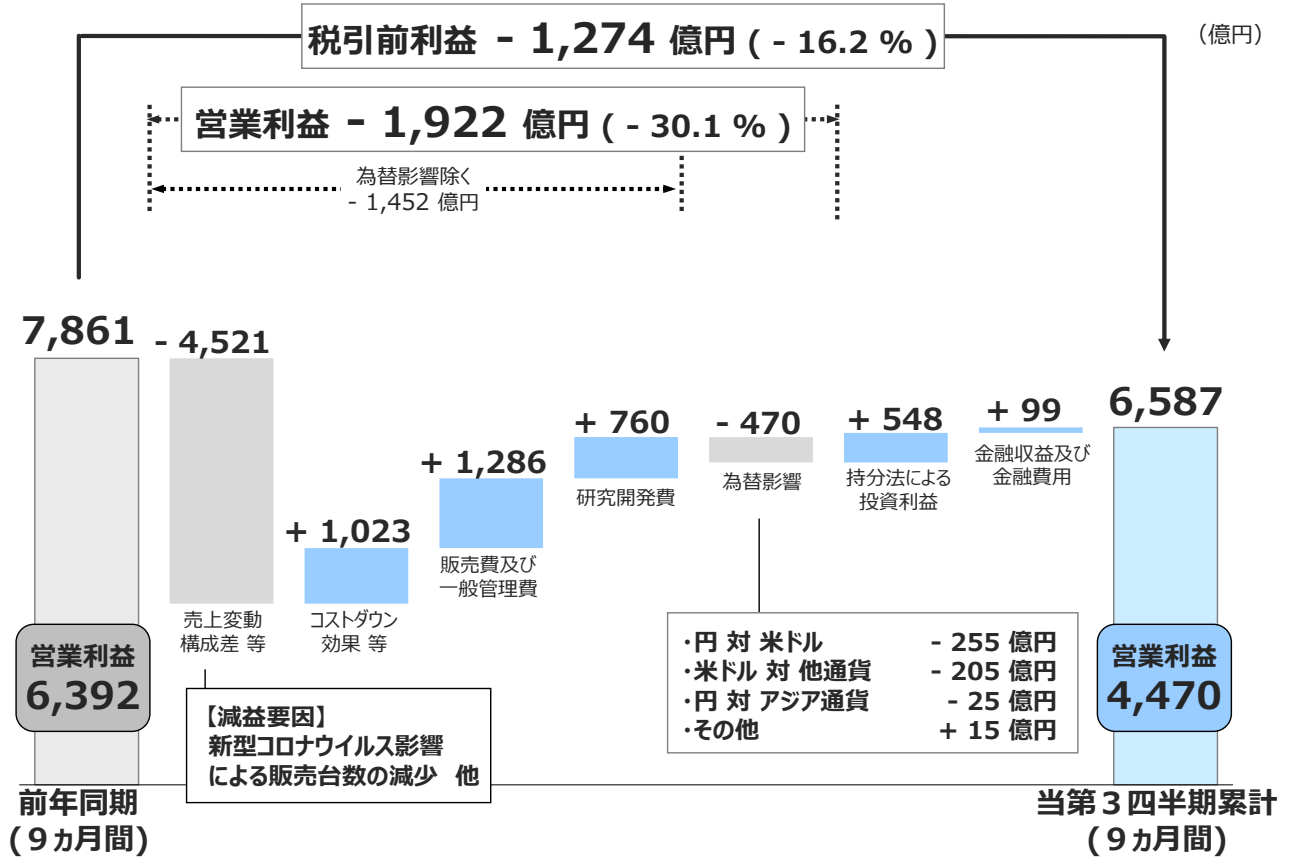 税引前利益 - 1,274 億円 ( - 16.2 % )
(億円)
営業利益 - 1,922 億円 ( - 30.1 % )
為替影響除く
- 1,452 億円
7,861
- 4,521
+ 1,023
+ 1,286
+ 760
- 470
+ 548
+ 99
6,587
売上変動
構成差 等
コストダウン
効果 等
販売費及び
一般管理費
研究開発費
為替影響
持分法による
投資利益
金融収益及び
金融費用
営業利益
6,392
【減益要因】
新型コロナウイルス影響
による販売台数の減少 他
・円 対 米ドル - 255 億円
・米ドル 対 他通貨 - 205 億円
・円 対 アジア通貨 - 25 億円
・その他 + 15 億円
営業利益
4,470
前年同期
(９ヵ月間)
当第３四半期累計
(９ヵ月間)